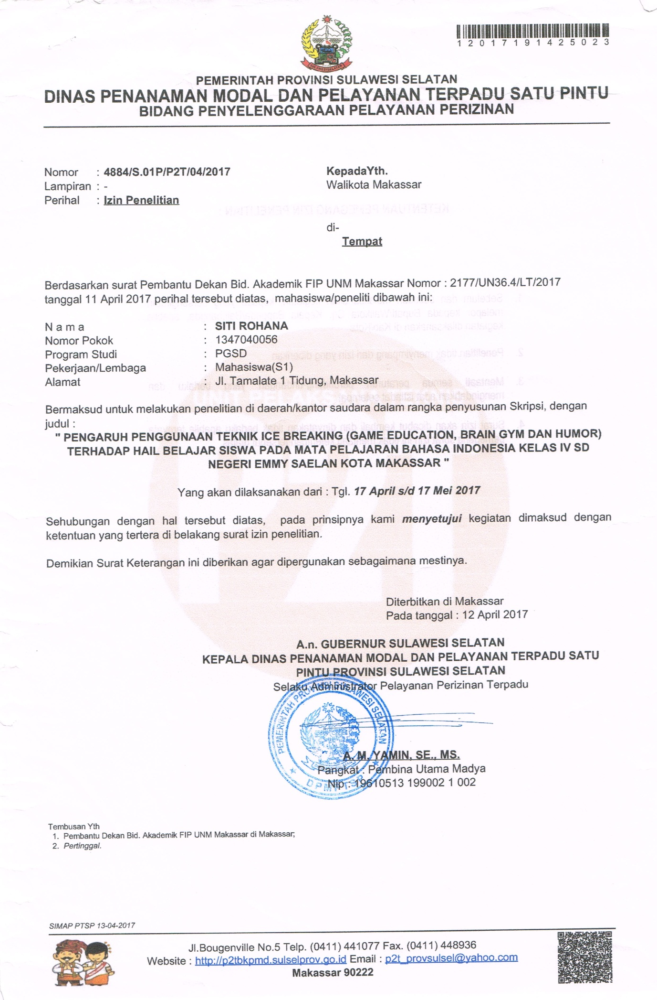 SULAWESI SELATAN
1 2 0 1 7 1 9 1 4 2 5 0 2 3
PEMERINTAH PROVINSI SULAWESI SELATAN
DINAS PENANAMAN MODAL DAN PELAYANAN TERPADU SATU PINTU
BIDANG PENYELENGGARAAN PELAYANAN PERIZINAN
Nomor : 4884/S.01P/P2T/04/2017
Lampiran : -
Perihal : Izin Penelitian
KepadaYth.
Walikota Makassar
di-
Tempat
Berdasarkan surat Pembantu Dekan Bid. Akademik FIP UNM Makassar Nomor : 2177/UN36.4/LT/2017
tanggal 11 April 2017 perihal tersebut diatas, mahasiswa/peneliti dibawah ini:
N a m a : SITI ROHANA
Nomor Pokok : 1347040056
Program Studi : PGSD
Pekerjaan/Lembaga : Mahasiswa(S1)
Alamat : Jl. Tamalate 1 Tidung, Makassar
Bermaksud untuk melakukan penelitian di daerah/kantor saudara dalam rangka penyusunan Skripsi, dengan
judul :
" PENGARUH PENGGUNAAN TEKNIK ICE BREAKING (GAME EDUCATION, BRAIN GYM DAN HUMOR)
TERHADAP HAIL BELAJAR SISWA PADA MATA PELAJARAN BAHASA INDONESIA KELAS IV SD
NEGERI EMMY SAELAN KOTA MAKASSAR "
Yang akan dilaksanakan dari : Tgl. 17 April s/d 17 Mei 2017
Sehubungan dengan hal tersebut diatas, pada prinsipnya kami menyetujui kegiatan dimaksud dengan
ketentuan yang tertera di belakang surat izin penelitian.
Demikian Surat Keterangan ini diberikan agar dipergunakan sebagaimana mestinya.
Diterbitkan di Makassar
Pada tanggal : 12 April 2017
A.n. GUBERNUR SULAWESI SELATAN
KEPALA DINAS PENANAMAN MODAL DAN PELAYANAN TERPADU SATU
PINTU PROVINSI SULAWESI SELATAN
Selaku Administrator Pelayanan Perizinan Terpadu
PEMERINTAH PROVINSI SULAWESI SELATAN
DPMPTSP
A. M. YAMIN, SE., MS.
Pangkat : Pembina Utama Madya
Nip : 19610513 199002 1 002
Tembusan Yth
1. Pembantu Dekan Bid. Akademik FIP UNM Makassar di Makassar;
2. Pertinggal.
SIMAP PTSP 13-04-2017
Jl.Bougenville No.5 Telp. (0411) 441077 Fax. (0411) 448936
Website : http://p2tbkpmd.sulselprov.go.id Email : p2t_provsulsel@yahoo.com
Makassar 90222